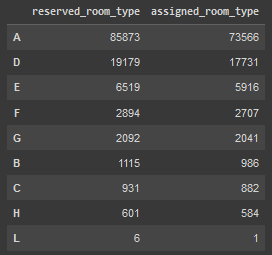 reserved_room_type assigned_room_type
A 85873 73566
D 19179 17731
E 6519 5916
F 2894 2707
G 2092 2041
B 1115 986
C 931 882
H 601 584
L 6 1